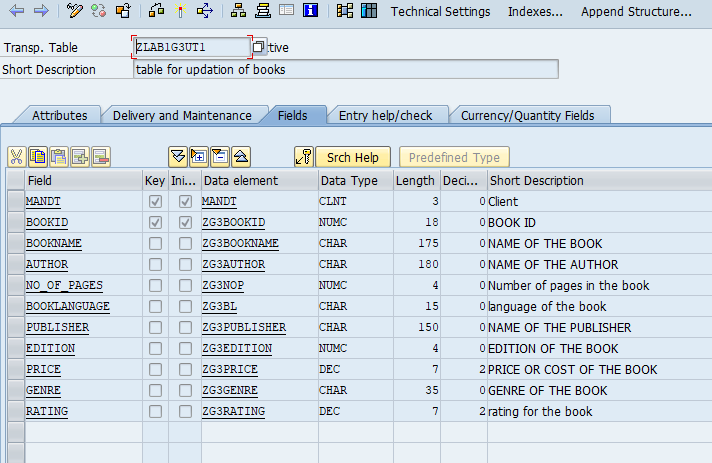 Technical Settings Indexes... Append Structure...
Transp. Table ZLAB1G3UT1 tive
Short Description table for updation of books
Attributes Delivery and Maintenance Fields Entry help/check Currency/Quantity Fields
Srch Help Predefined Type
Field Key Ini... Data element Data Type Length Deci... Short Description
MANDT MANDT CLNT 3 0 Client
BOOKID ZG3BOOKID NUMC 18 0 BOOK ID
BOOKNAME ZG3BOOKNAME CHAR 175 0 NAME OF THE BOOK
AUTHOR ZG3AUTHOR CHAR 180 0 NAME OF THE AUTHOR
NO_OF_PAGES ZG3NOP NUMC 4 0 Number of pages in the book
BOOKLANGUAGE ZG3BL CHAR 15 0 language of the book
PUBLISHER ZG3PUBLISHER CHAR 150 0 NAME OF THE PUBLISHER
EDITION ZG3EDITION NUMC 4 0 EDITION OF THE BOOK
PRICE ZG3PRICE DEC 7 2 PRICE OR COST OF THE BOOK
GENRE ZG3GENRE CHAR 35 0 GENRE OF THE BOOK
RATING ZG3RATING DEC 7 2 rating for the book